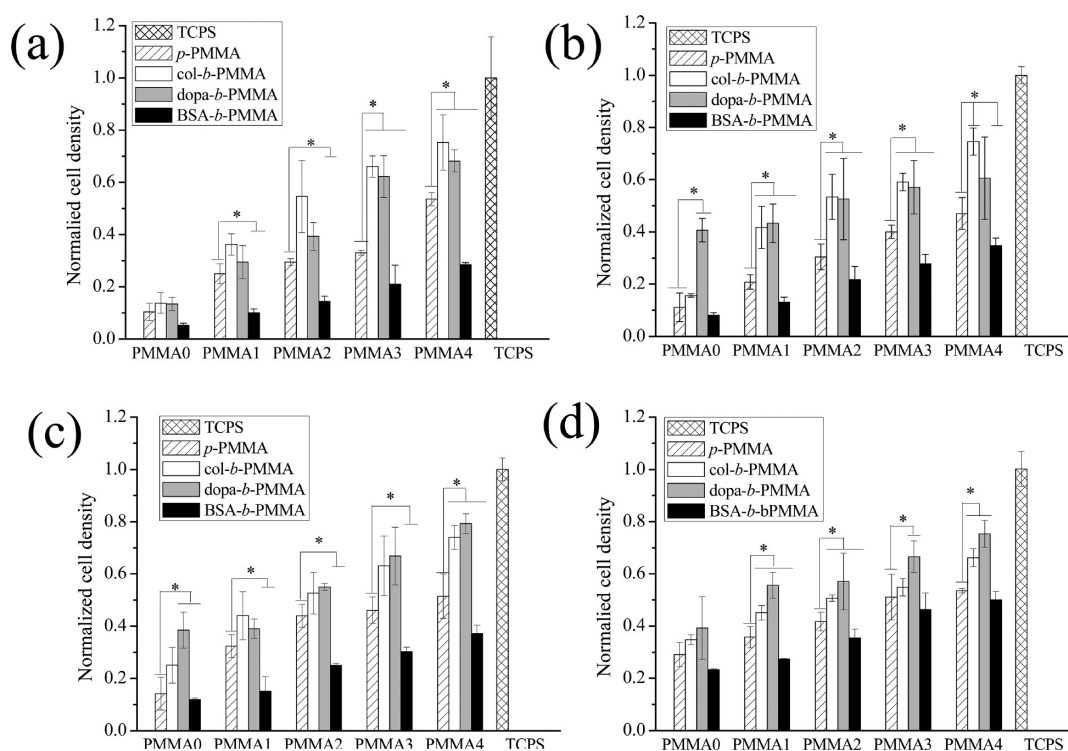 (a)
TCPS
p-PMMA
col-b-PMMA
dopa-b-PMMA
BSA-b-PMMA
Normalied cell density
1.2
1.0
0.8
0.6
0.4
0.2
0.0
*
*
*
*
PMMA0 PMMA1 PMMA2 PMMA3 PMMA4 TCPS
(b)
TCPS
p-PMMA
col-b-PMMA
dopa-b-PMMA
BSA-b-PMMA
Normalied cell density
1.2
1.0
0.8
0.6
0.4
0.2
0.0
*
*
*
*
*
PMMA0 PMMA1 PMMA2 PMMA3 PMMA4 TCPS
(c)
TCPS
p-PMMA
col-b-PMMA
dopa-b-PMMA
BSA-b-PMMA
Normalized cell density
1.2
1.0
0.8
0.6
0.4
0.2
0.0
*
*
*
*
*
PMMA0 PMMA1 PMMA2 PMMA3 PMMA4 TCPS
(d)
TCPS
p-PMMA
col-b-PMMA
dopa-b-PMMA
BSA-b-bPMMA
Normalied cell density
1.2
1.0
0.8
0.6
0.4
0.2
0.0
*
*
*
*
PMMA0 PMMA1 PMMA2 PMMA3 PMMA4 TCPS